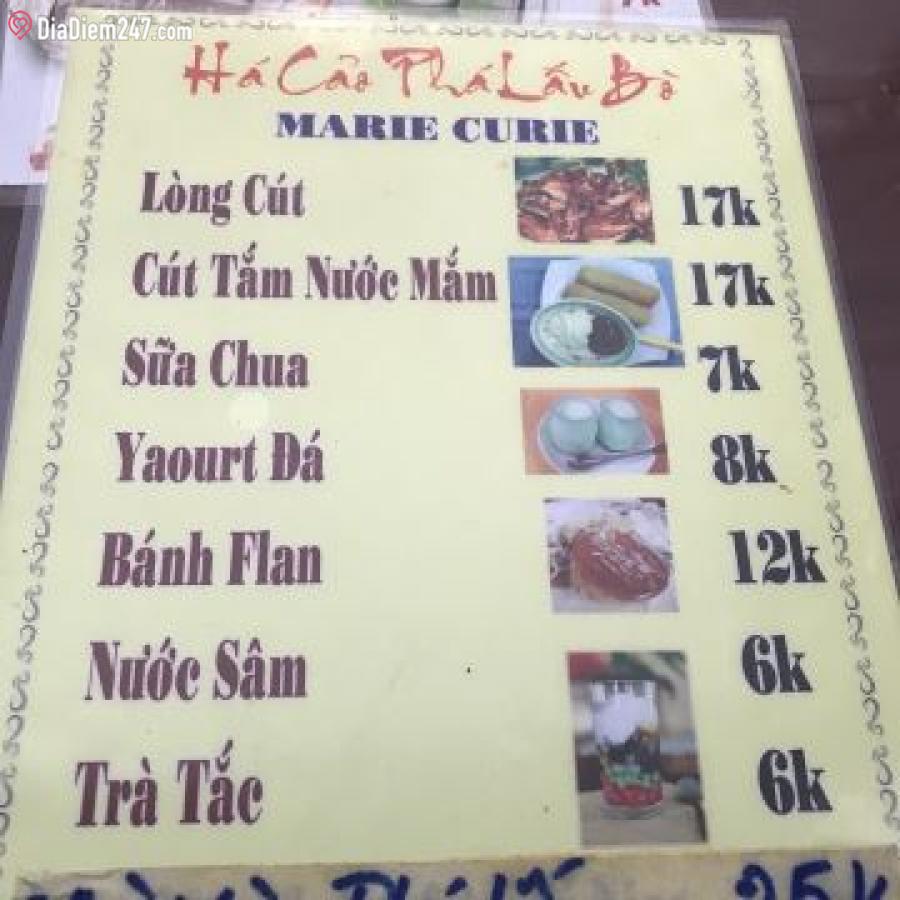 DiaDiem247.com
Há Cảo Phá Lấu Bò
MARIE CURIE
Lòng Cút 17k
Cút Tắm Nước Mắm 17k
Sữa Chua 7k
Yaourt Đá 8k
Bánh Flan 12k
Nước Sâm 6k
Trà Tắc 6k
25k